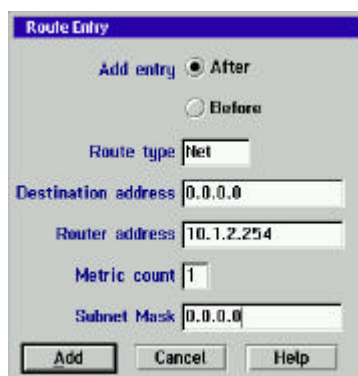 Route Entry
Add entry After
Before
Route type Net
Destination address 0.0.0.0
Router address 10.1.2.254
Metric count 1
Subnet Mask 0.0.0.0
Add Cancel Help